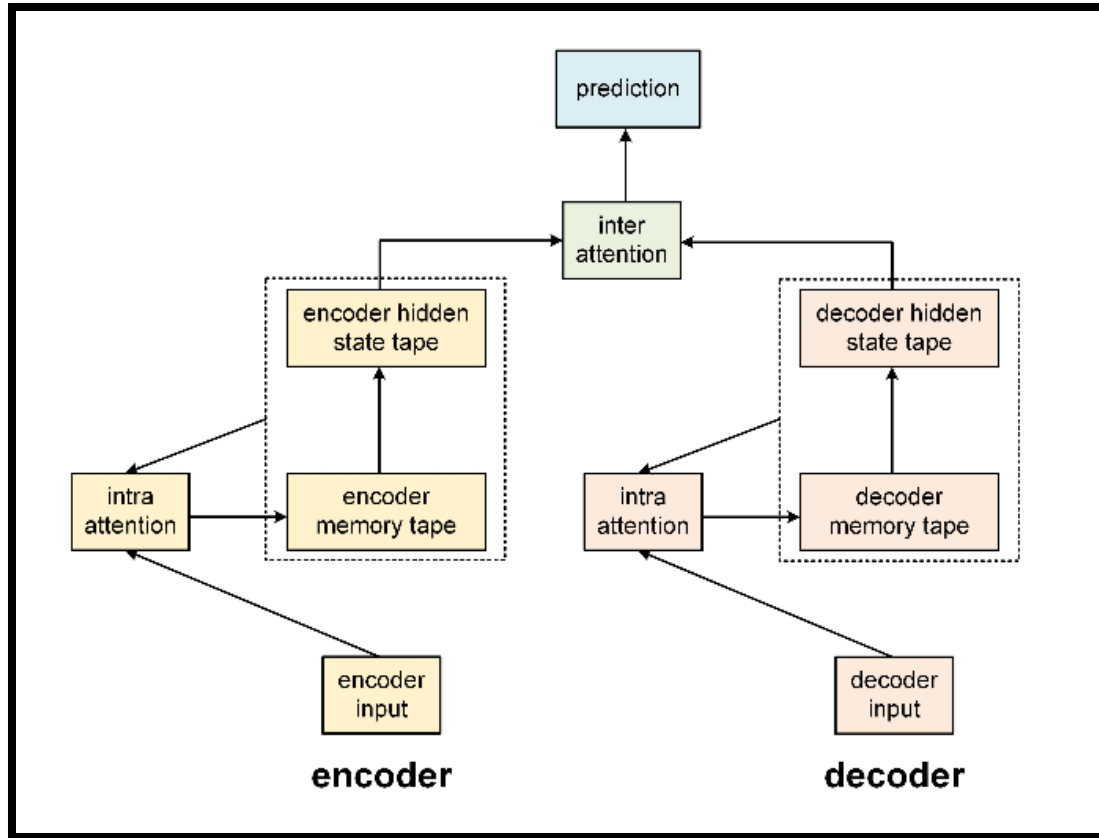 prediction
inter
attention
encoder hidden
state tape
decoder hidden
state tape
intra
attention
encoder
memory tape
intra
attention
decoder
memory tape
encoder
input
decoder
input
encoder
decoder